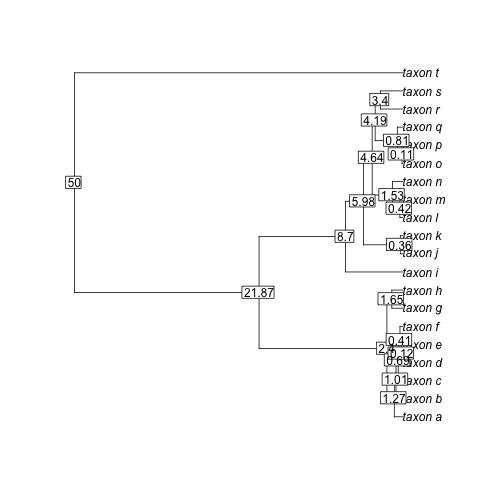 taxon t
taxon s
3.4
taxon r
4.19
taxon q
0.81
taxon p
0.11
4.64
taxon o
taxon n
50
1.53
5.98
taxon m
0.42
taxon l
8.7
taxon k
0.36
taxon j
taxon i
21.87
taxon h
1.65
taxon g
taxon f
0.41
taxon e
0.12
0.69
taxon d
1.01
taxon c
1.27
taxon b
taxon a